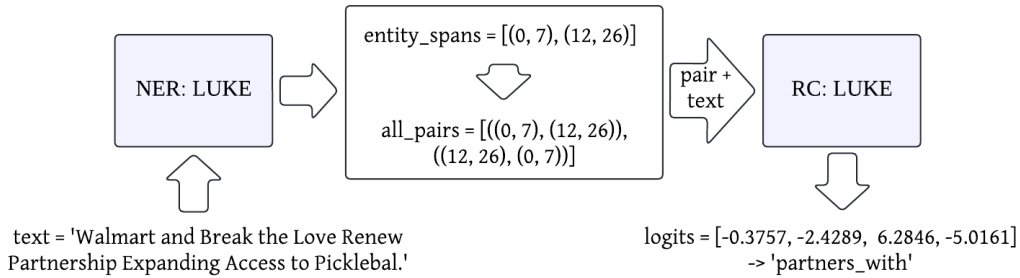 entity_spans = [(0, 7), (12, 26)]
NER: LUKE
all_pairs = [((0, 7), (12, 26)),
((12, 26), (0, 7))]
pair +
text
RC: LUKE
text = 'Walmart and Break the Love Renew
Partnership Expanding Access to Picklebal.'
logits = [-0.3757, -2.4289, 6.2846, -5.0161]
-> 'partners_with'